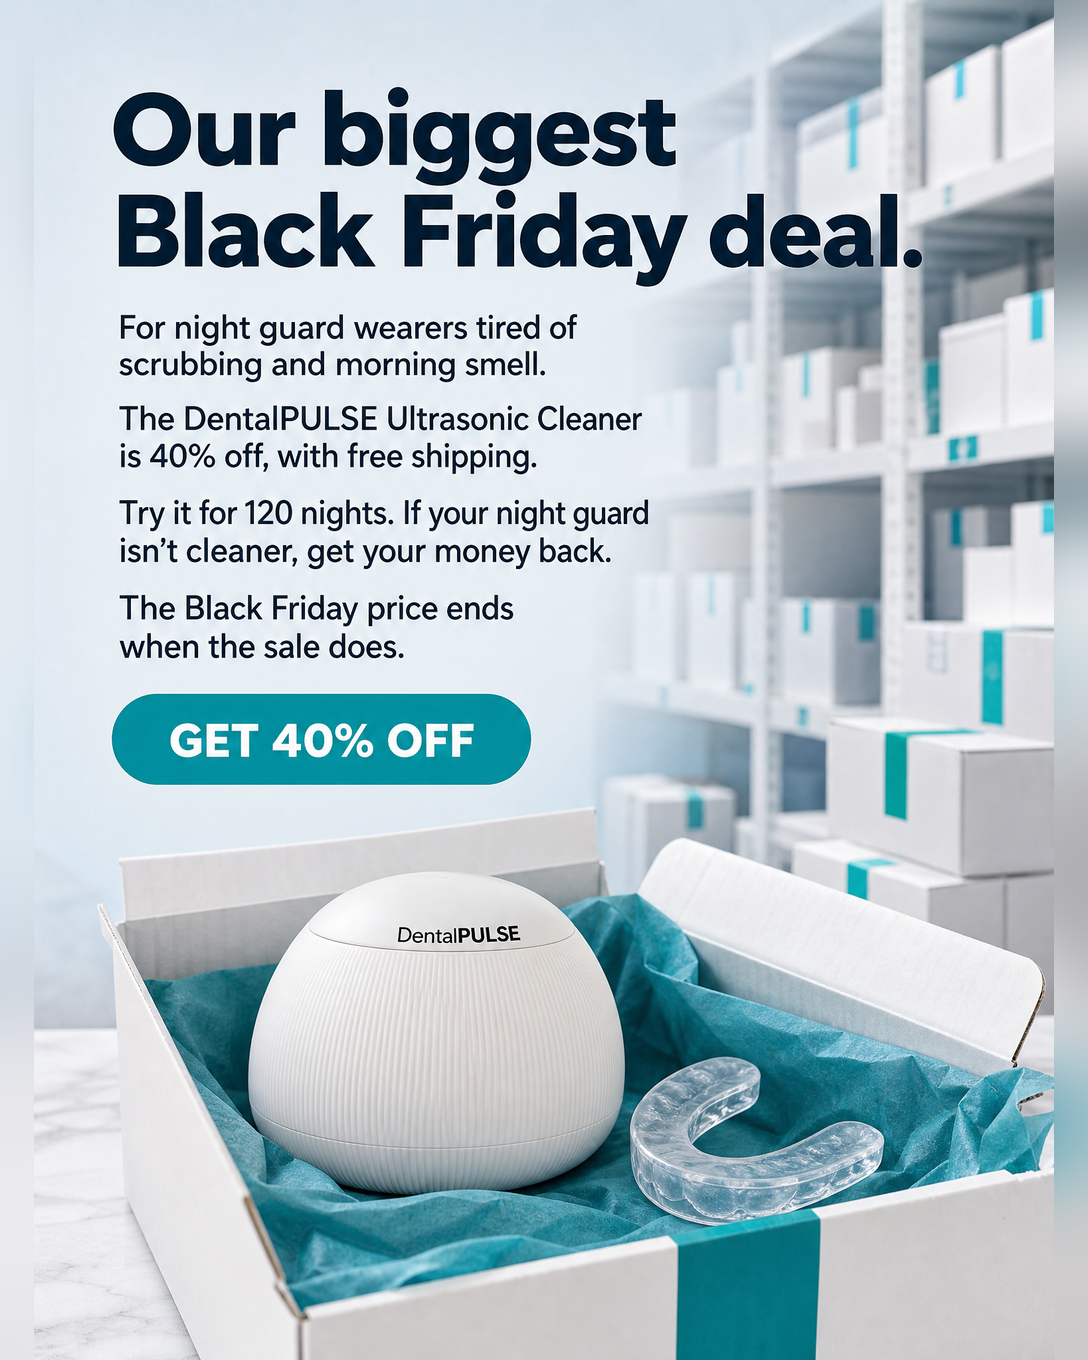 Our biggest
Black Friday deal.
For night guard wearers tired of
scrubbing and morning smell.
The DentalPULSE Ultrasonic Cleaner
is 40% off, with free shipping.
Try it for 120 nights. If your night guard
isn’t cleaner, get your money back.
The Black Friday price ends
when the sale does.
GET 40% OFF
DentalPULSE